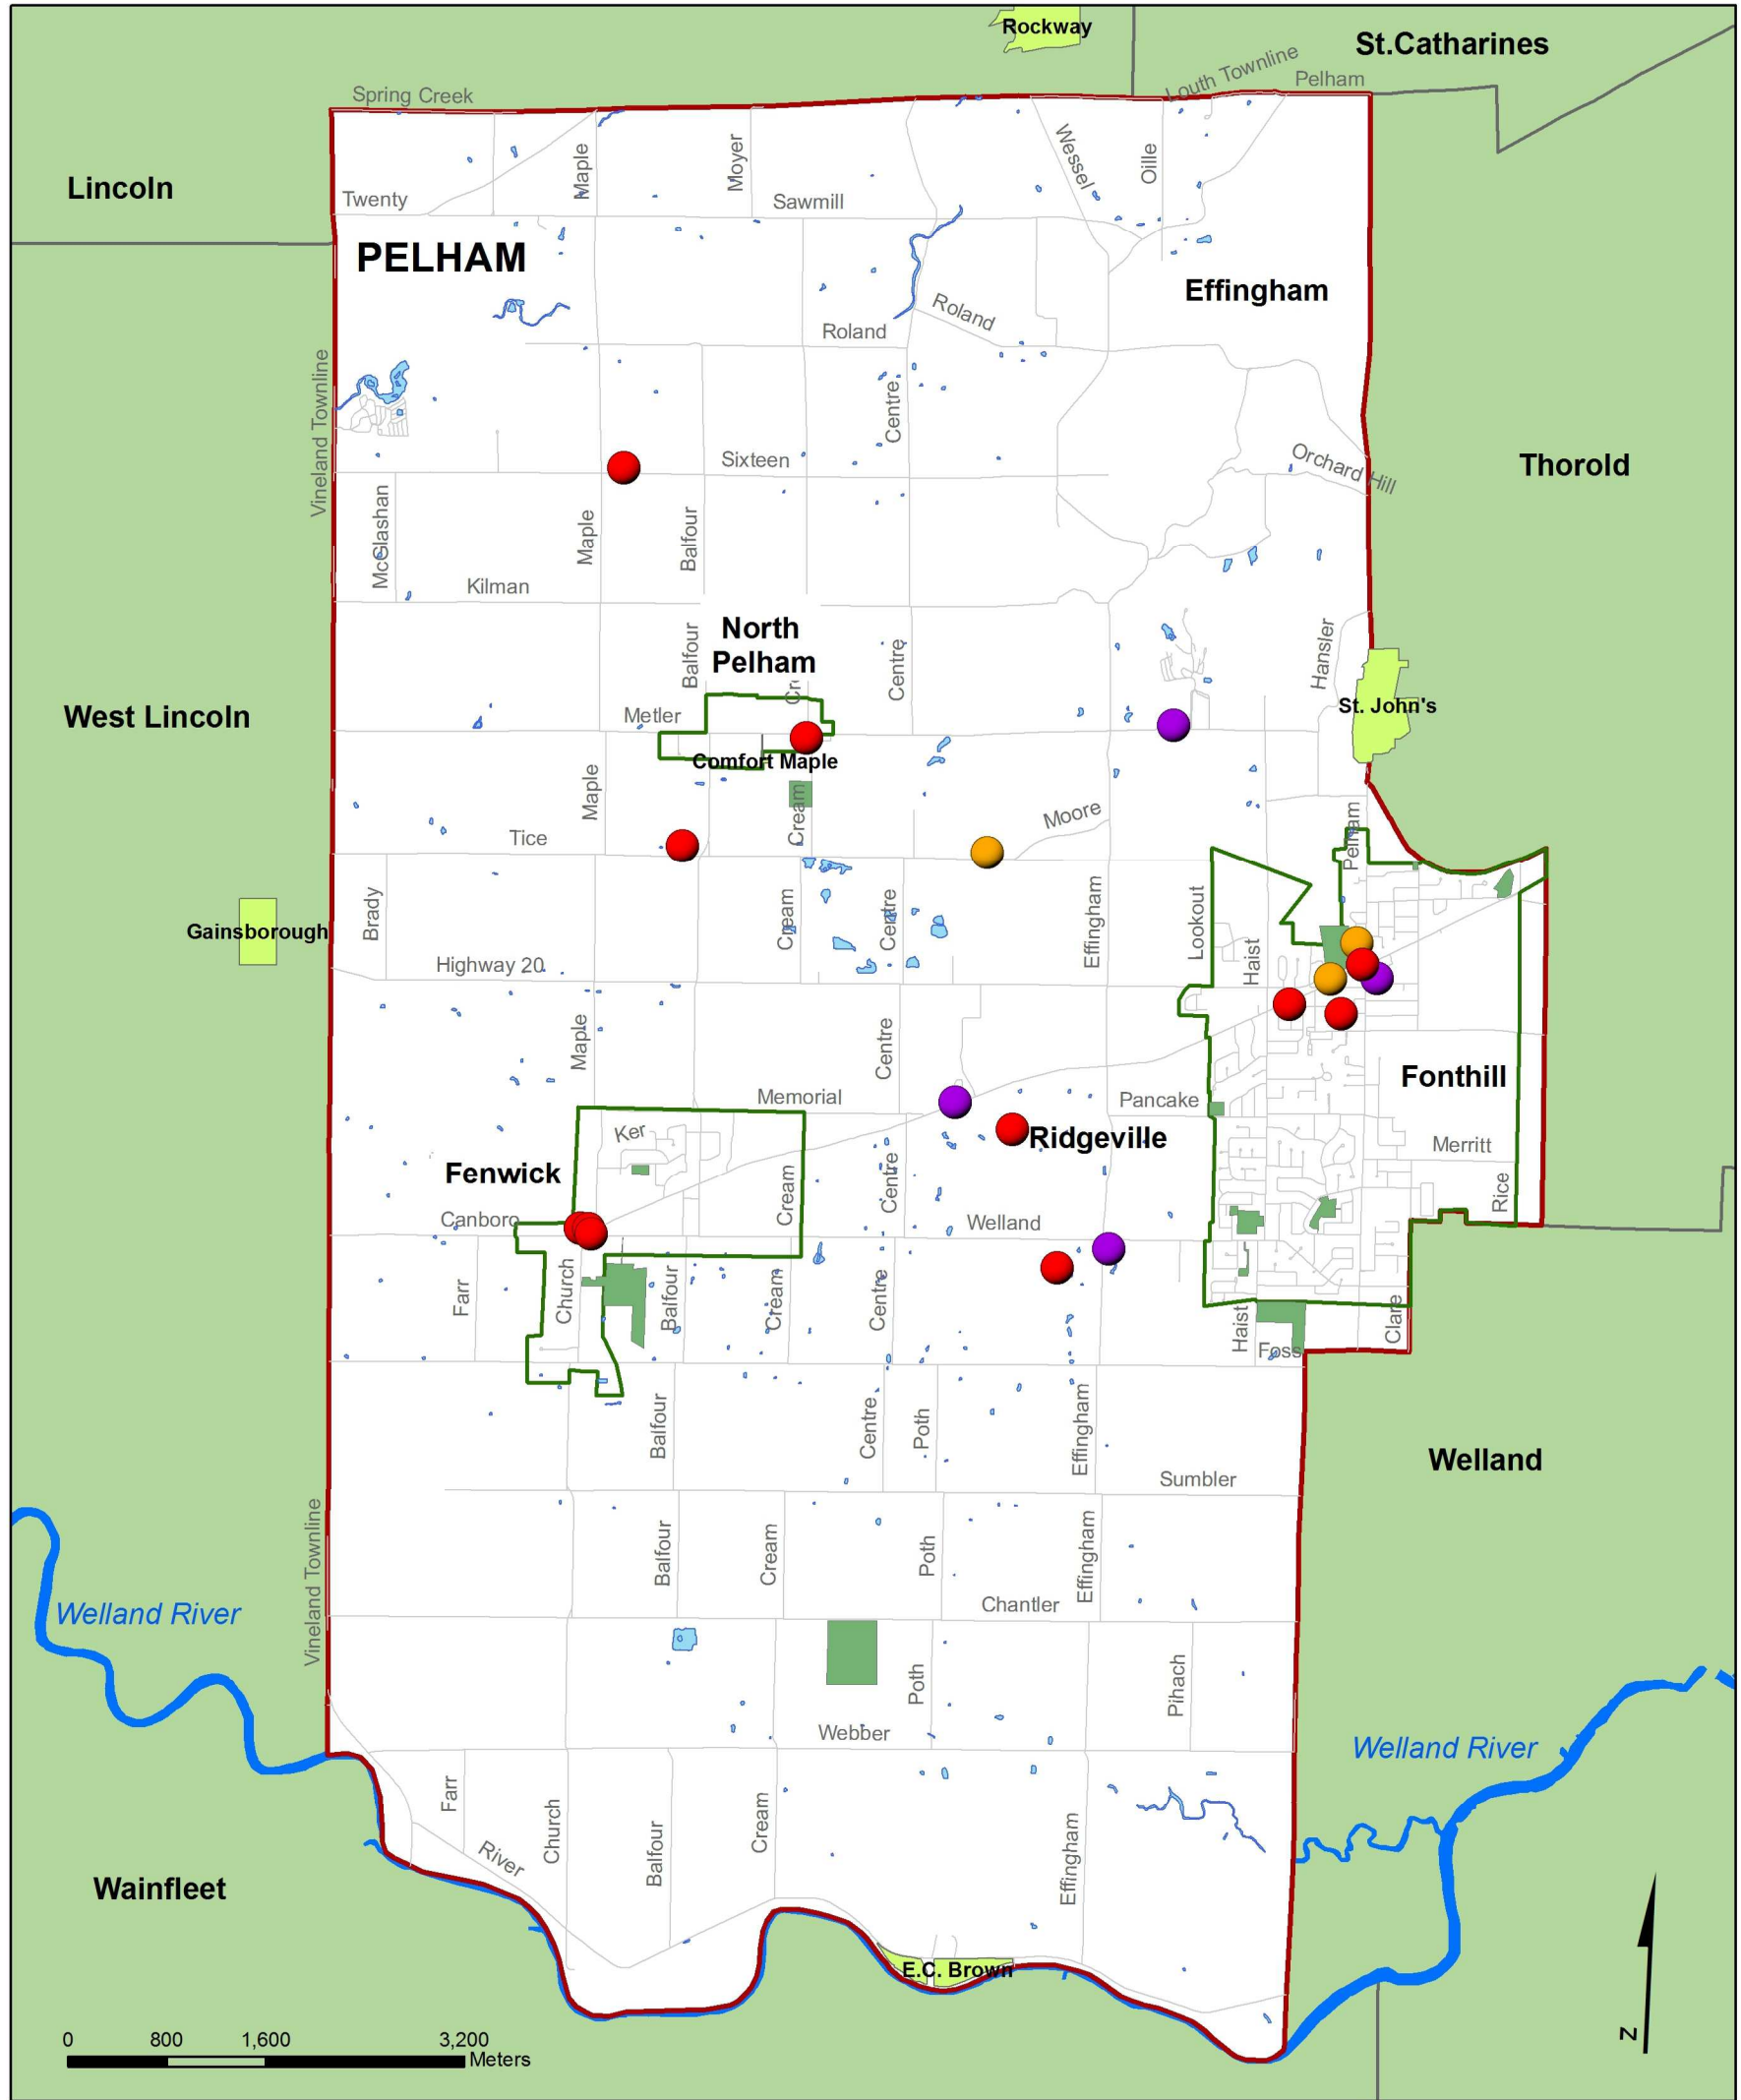 Rockway
St.Catharines
Louth Townline
Pelham
Spring Creek
Lincoln
Twenty
Maple
Moyer
Sawmill
Wessel
Oille
PELHAM
Effingham
Roland
Roland
Vineland Townline
Centre
Sixteen
Orchard Hill
Thorold
McGlashan
Maple
Balfour
Kilman
North
Pelham
Balfour
Centre
Hansler
West Lincoln
Metler
Cr
St. John's
Comfort Maple
Maple
Cream
Moore
Tice
Pelham
Brady
Cream
Centre
Effingham
Lookout
Haist
Gainsborough
Highway 20
Maple
Centre
Fonthill
Memorial
Pancake
Ker
Ridgeville
Merritt
Fenwick
Cream
Centre
Rice
Canboro
Welland
Farr
Church
Balfour
Cream
Centre
Haist
Foss
Clare
Balfour
Centre
Poth
Effingham
Welland
Sumbler
Vineland Townline
Balfour
Cream
Poth
Effingham
Welland River
Chantler
Poth
Pihach
Webber
Welland River
Farr
Church
Balfour
Cream
Effingham
River
Wainfleet
E.C. Brown
0 800 1,600 3,200
Meters
N